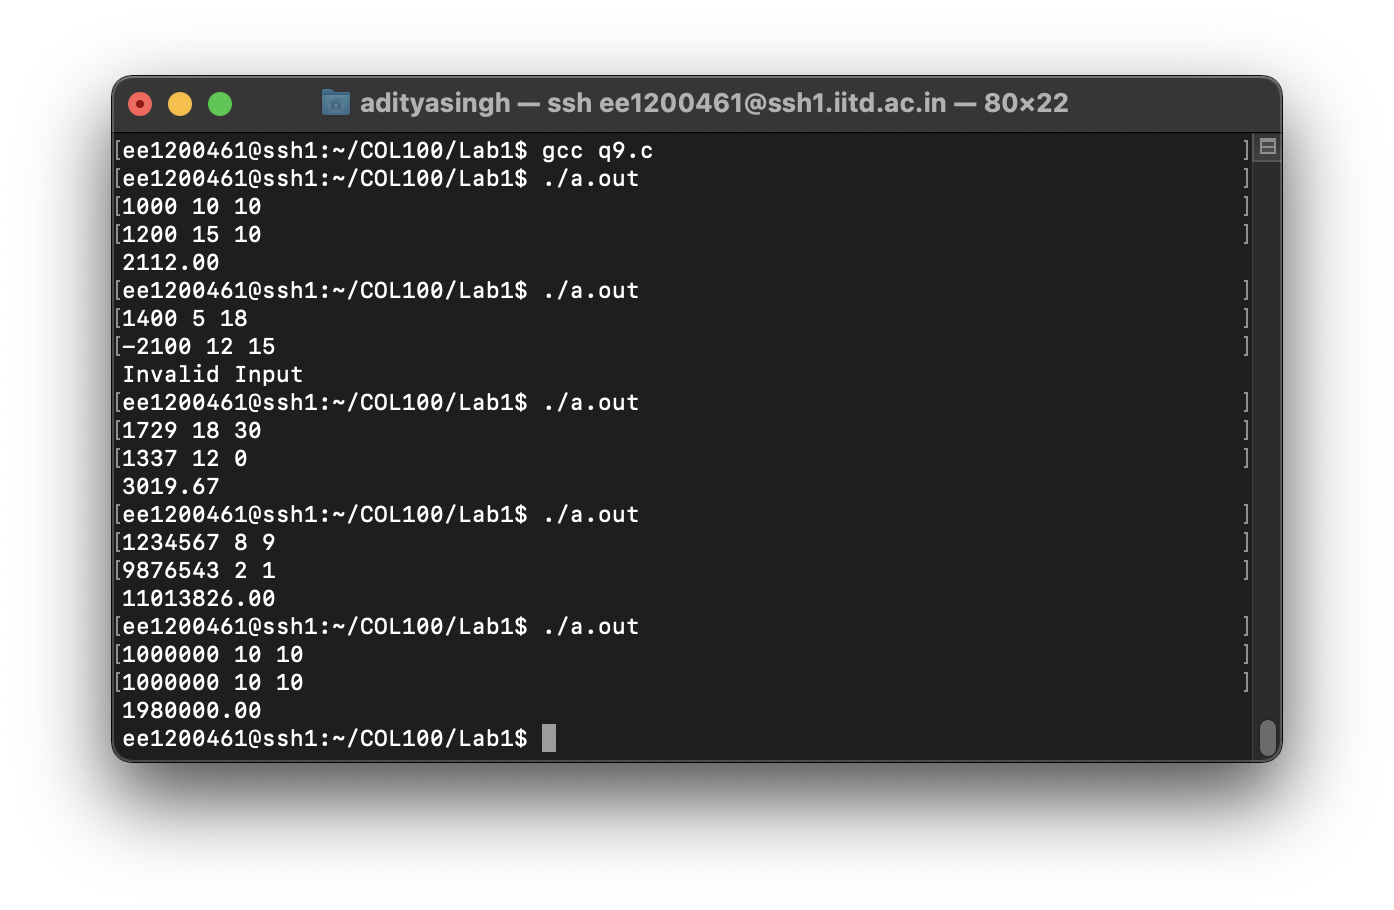 adityasingh — ssh ee1200461@ssh1.iitd.ac.in — 80×22
[ee1200461@ssh1:~/COL100/Lab1$ gcc q9.c ]
[ee1200461@ssh1:~/COL100/Lab1$ ./a.out ]
[1000 10 10 ]
[1200 15 10 ]
2112.00
[ee1200461@ssh1:~/COL100/Lab1$ ./a.out ]
[1400 5 18 ]
[-2100 12 15 ]
Invalid Input
[ee1200461@ssh1:~/COL100/Lab1$ ./a.out ]
[1729 18 30 ]
[1337 12 0 ]
3019.67
[ee1200461@ssh1:~/COL100/Lab1$ ./a.out ]
[1234567 8 9 ]
[9876543 2 1 ]
11013826.00
[ee1200461@ssh1:~/COL100/Lab1$ ./a.out ]
[1000000 10 10 ]
[1000000 10 10 ]
1980000.00
ee1200461@ssh1:~/COL100/Lab1$